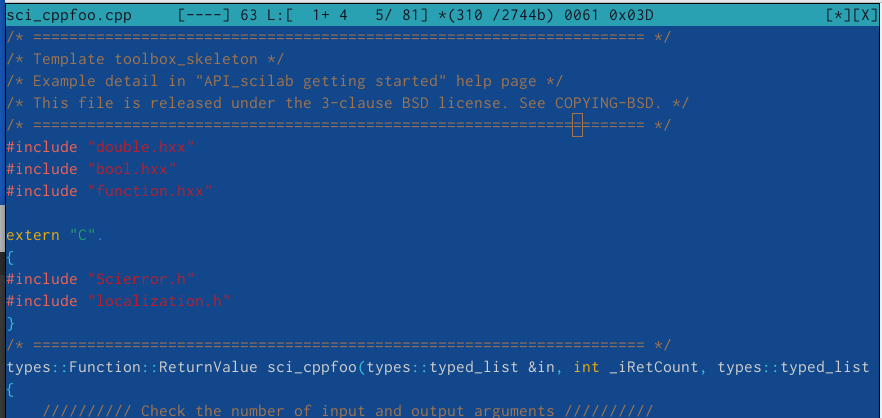 sci_cppfoo.cpp     [----] 63 L:[  1+ 4   5/ 81] *(310 /2744b) 0061 0x03D                   [*][X]
/* ==================================================================== */
/* Template toolbox_skeleton */
/* Example detail in "API_scilab getting started" help page */
/* This file is released under the 3-clause BSD license. See COPYING-BSD. */
/* ==================================================================== */
#include "double.hxx"
#include "bool.hxx"
#include "function.hxx"

extern "C".
{
#include "Scierror.h"
#include "localization.h"
}
/* ==================================================================== */
types::Function::ReturnValue sci_cppfoo(types::typed_list &in, int _iRetCount, types::typed_list
{
    ////////// Check the number of input and output arguments //////////